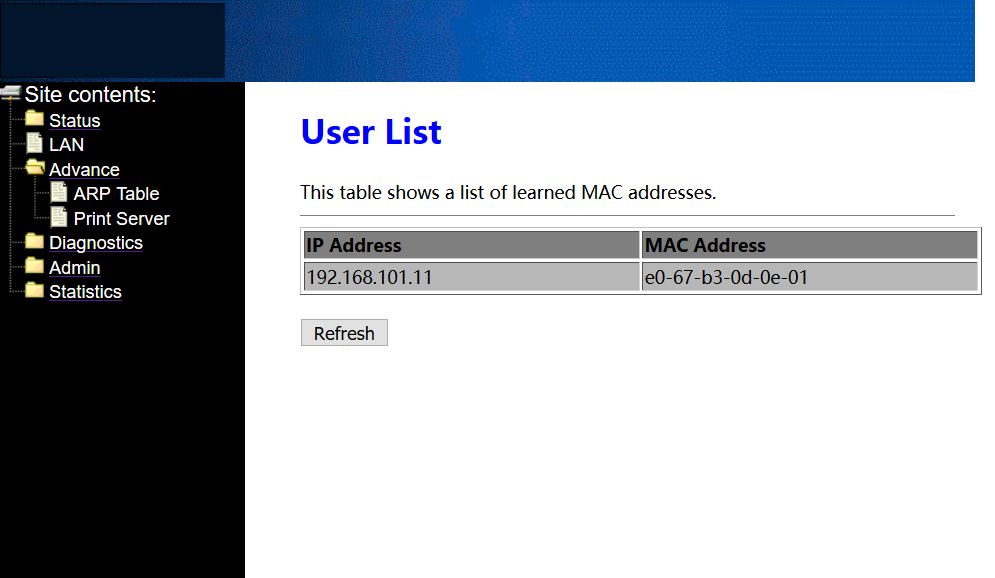 Site contents:
Status
LAN
Advance
ARP Table
Print Server
Diagnostics
Admin
Statistics
User List
This table shows a list of learned MAC addresses.
IP Address MAC Address
192.168.101.11 e0-67-b3-0d-0e-01
Refresh